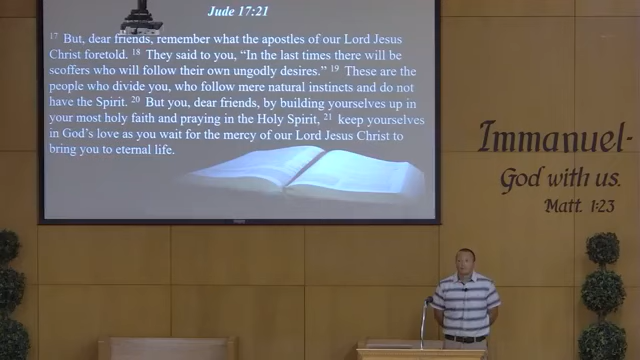 Jude 17:21
17 But, dear friends, remember what the apostles of our Lord Jesus
Christ foretold. 18 They said to you, “In the last times there will be
scoffers who will follow their own ungodly desires.” 19 These are the
people who divide you, who follow mere natural instincts and do not
have the Spirit. 20 But you, dear friends, by building yourselves up in
your most holy faith and praying in the Holy Spirit, 21 keep yourselves
in God’s love as you wait for the mercy of our Lord Jesus Christ to
bring you to eternal life.
Immanuel-
God with us.
Matt. 1:23